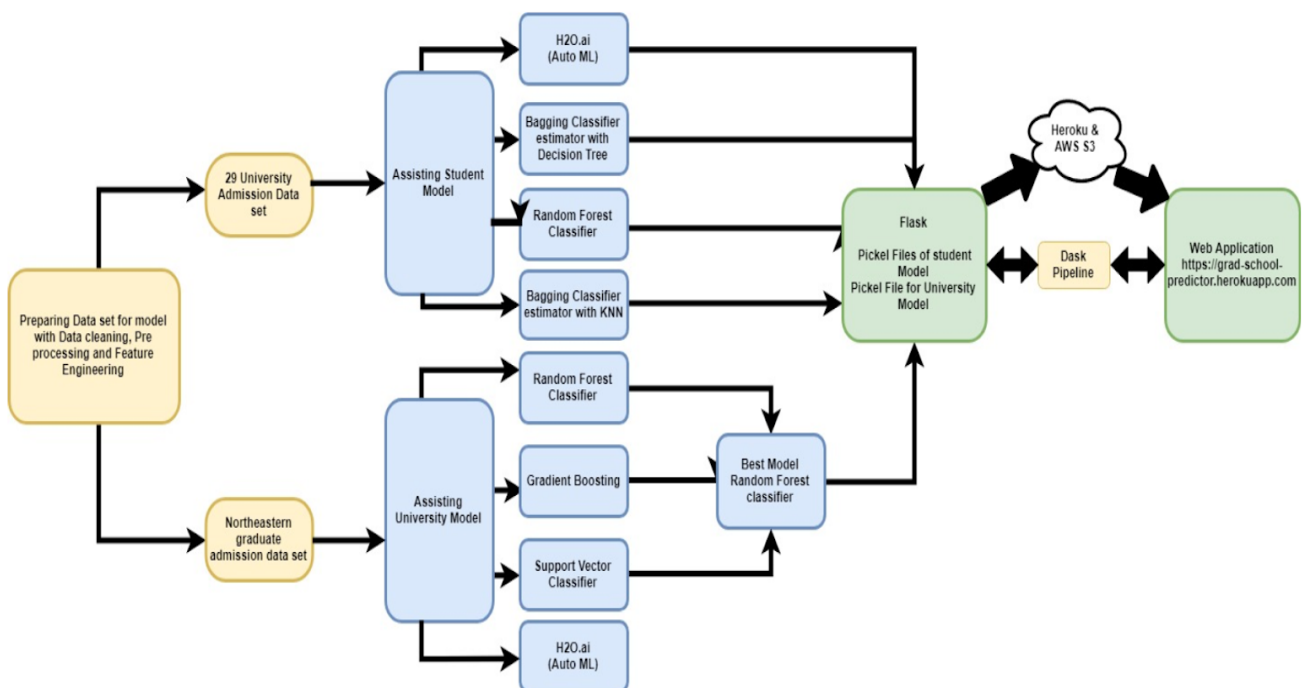 Preparing Data set for model
with Data cleaning, Pre
processing and Feature
Engineering
29 University
Admission Data
set
Northeastern
graduate
admission data set
Assisting Student
Model
Assisting
University Model
H2O.ai
(Auto ML)
Bagging Classifier
estimator with
Decision Tree
Random Forest
Classifier
Bagging Classifier
estimator with KNN
Random Forest
Classifier
Gradient Boosting
Support Vector
Classifier
H2O.ai
(Auto ML)
Best Model
Random Forest
classifier
Flask
Pickel Files of student
Model
Pickel File for University
Model
Heroku &
AWS S3
Dask
Pipeline
Web Application
https://grad-school-
predictor.herokuapp.com